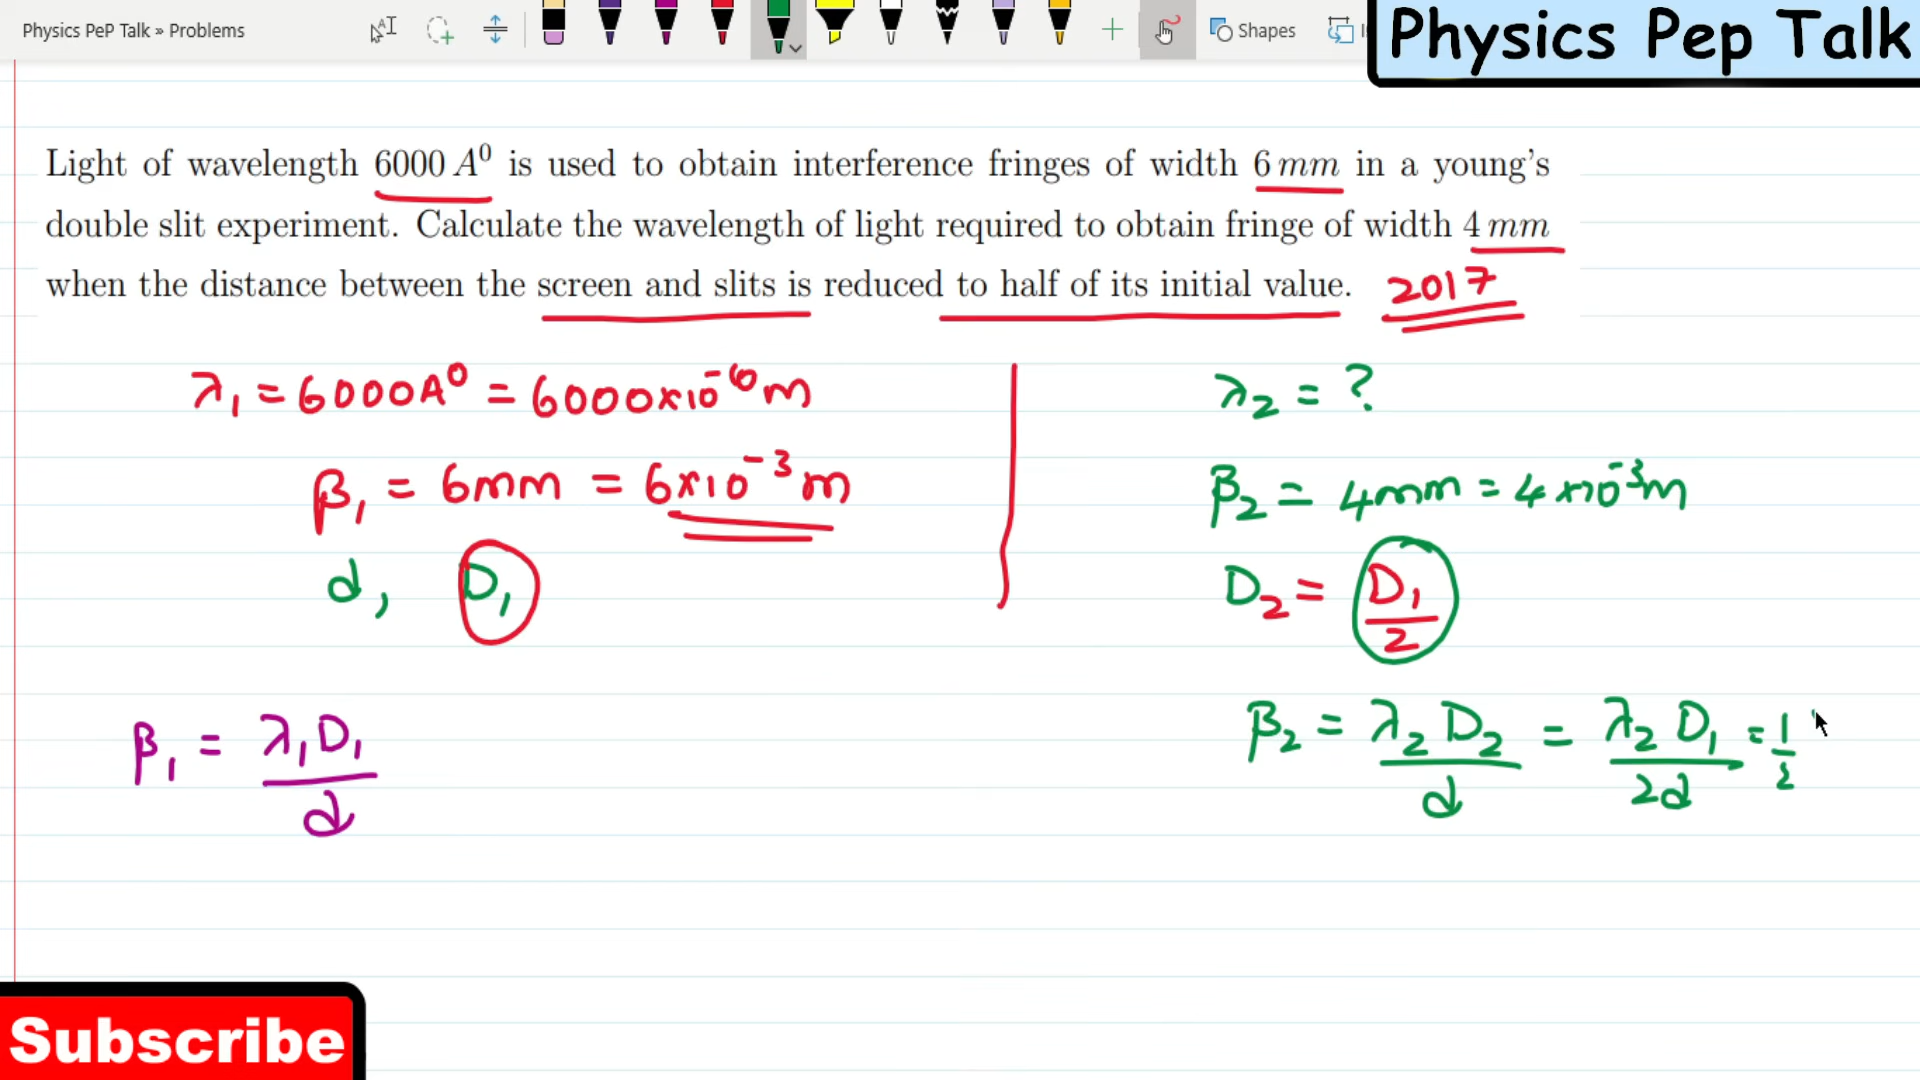 Physics PeP Talk » Problems
Shapes
Physics Pep Talk
Light of wavelength 6000 A⁰ is used to obtain interference fringes of width 6 mm in a young's
double slit experiment. Calculate the wavelength of light required to obtain fringe of width 4 mm
when the distance between the screen and slits is reduced to half of its initial value. 2017
λ₁ = 6000A⁰ = 6000×10⁻⁶m
β₁ = 6mm = 6×10⁻³m
d, D₁
λ₂ = ?
β₂ = 4mm = 4×10⁻³m
D₂ = D₁/2
β₁ = λ₁D₁/d
β₂ = λ₂D₂/d = λ₂D₁/2d = 1/2
Subscribe